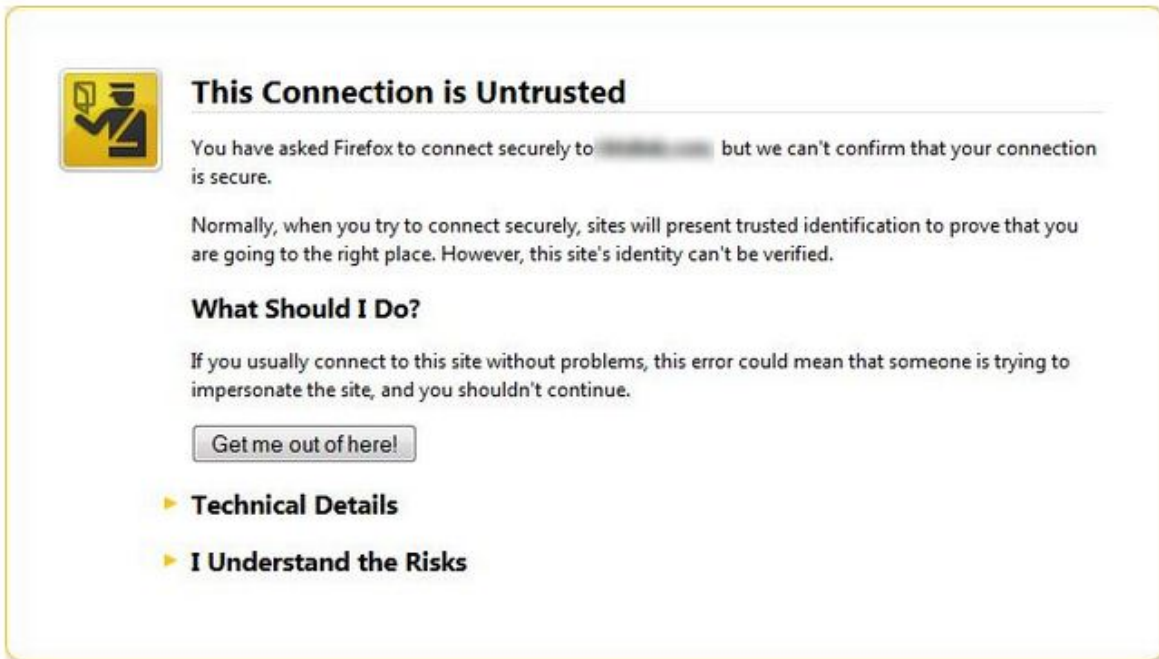 This Connection is Untrusted
You have asked Firefox to connect securely to but we can't confirm that your connection
is secure.
Normally, when you try to connect securely, sites will present trusted identification to prove that you
are going to the right place. However, this site's identity can't be verified.
What Should I Do?
If you usually connect to this site without problems, this error could mean that someone is trying to
impersonate the site, and you shouldn't continue.
Get me out of here!
Technical Details
I Understand the Risks